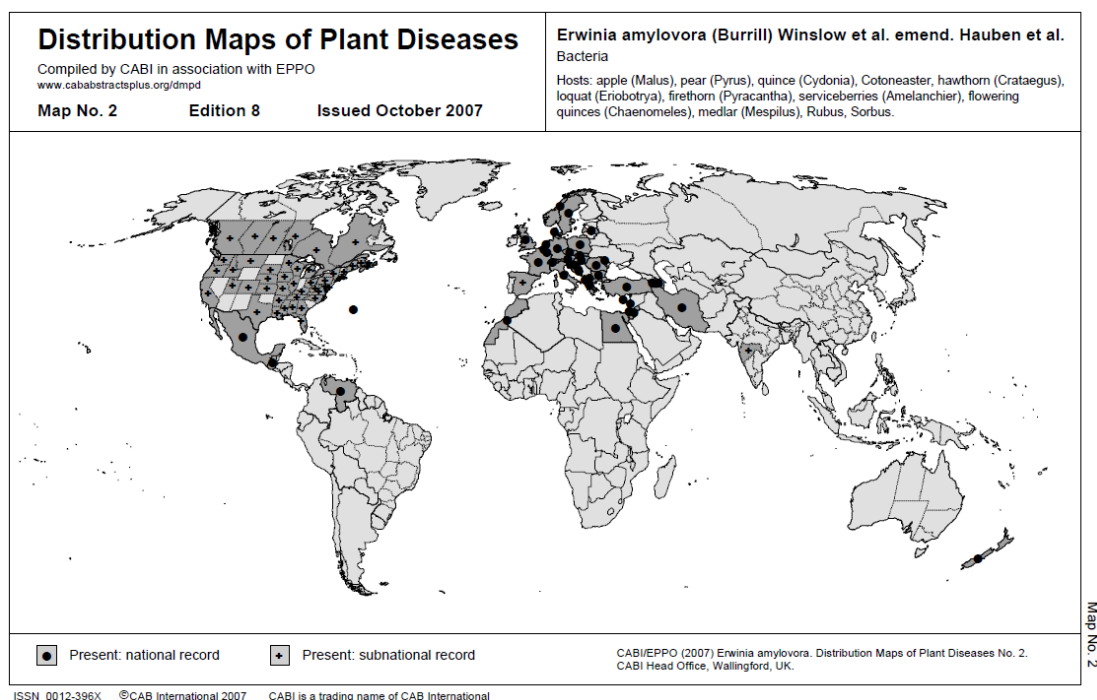 Distribution Maps of Plant Diseases
Compiled by CABI in association with EPPO
www.cababstractsplus.org/dmpd
Map No. 2 Edition 8 Issued October 2007
Erwinia amylovora (Burrill) Winslow et al. emend. Hauben et al.
Bacteria
Hosts: apple (Malus), pear (Pyrus), quince (Cydonia), Cotoneaster, hawthorn (Crataegus),
loquat (Eriobotrya), firethorn (Pyracantha), serviceberries (Amelanchier), flowering
quinces (Chaenomeles), medlar (Mespilus), Rubus, Sorbus.
Present: national record
Present: subnational record
CABI/EPPO (2007) Erwinia amylovora. Distribution Maps of Plant Diseases No. 2.
CABI Head Office, Wallingford, UK.
Map No. 2
ISSN 0012-396X ©CAB International 2007 CABI is a trading name of CAB International